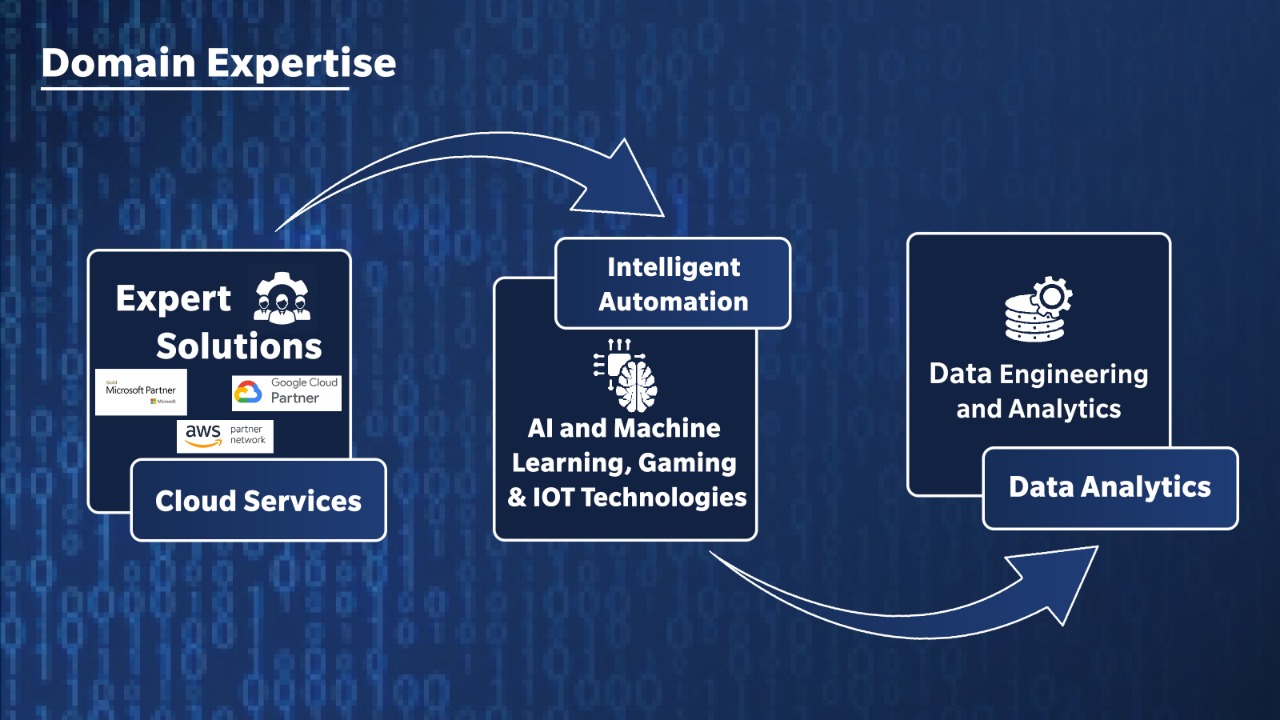 Domain Expertise
Expert
Solutions
Gold
Microsoft Partner
Microsoft
Google Cloud
Partner
aws
partner
network
Cloud Services
Intelligent
Automation
AI and Machine
Learning, Gaming
& IOT Technologies
Data Engineering
and Analytics
Data Analytics